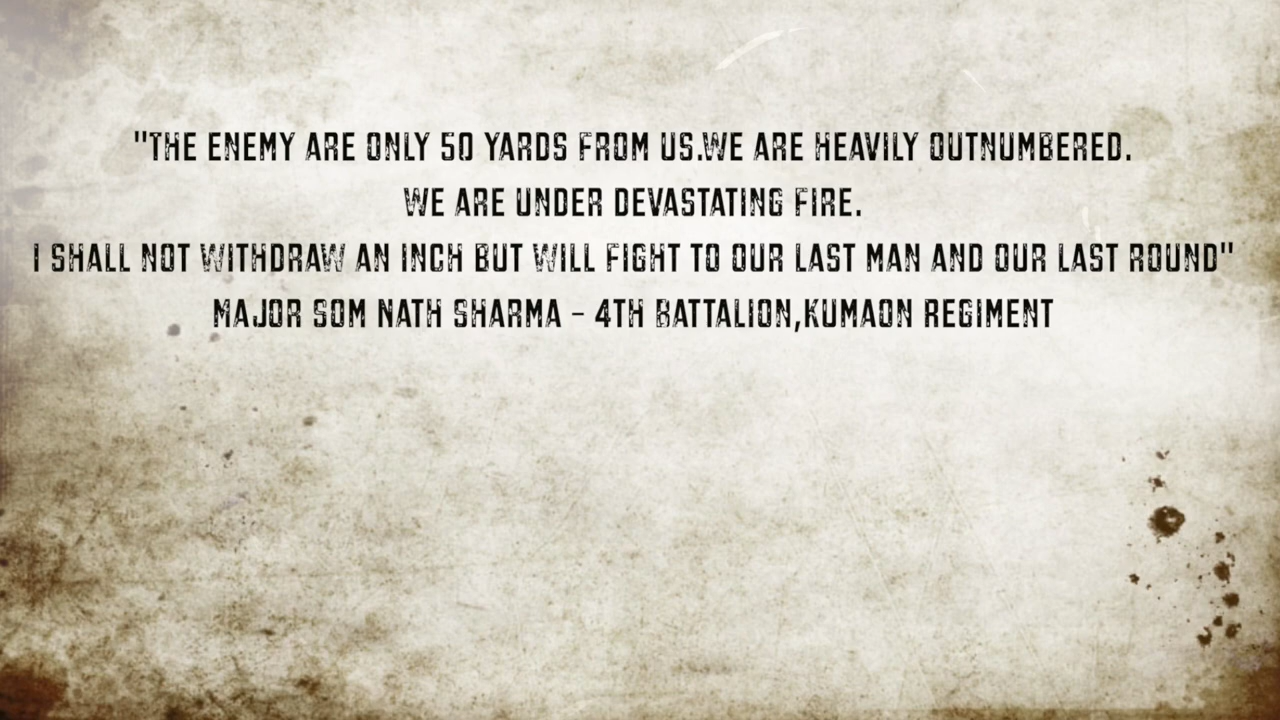 "THE ENEMY ARE ONLY 50 YARDS FROM US.WE ARE HEAVILY OUTNUMBERED.
WE ARE UNDER DEVASTATING FIRE.
I SHALL NOT WITHDRAW AN INCH BUT WILL FIGHT TO OUR LAST MAN AND OUR LAST ROUND"
MAJOR SOM NATH SHARMA - 4TH BATTALION,KUMAON REGIMENT